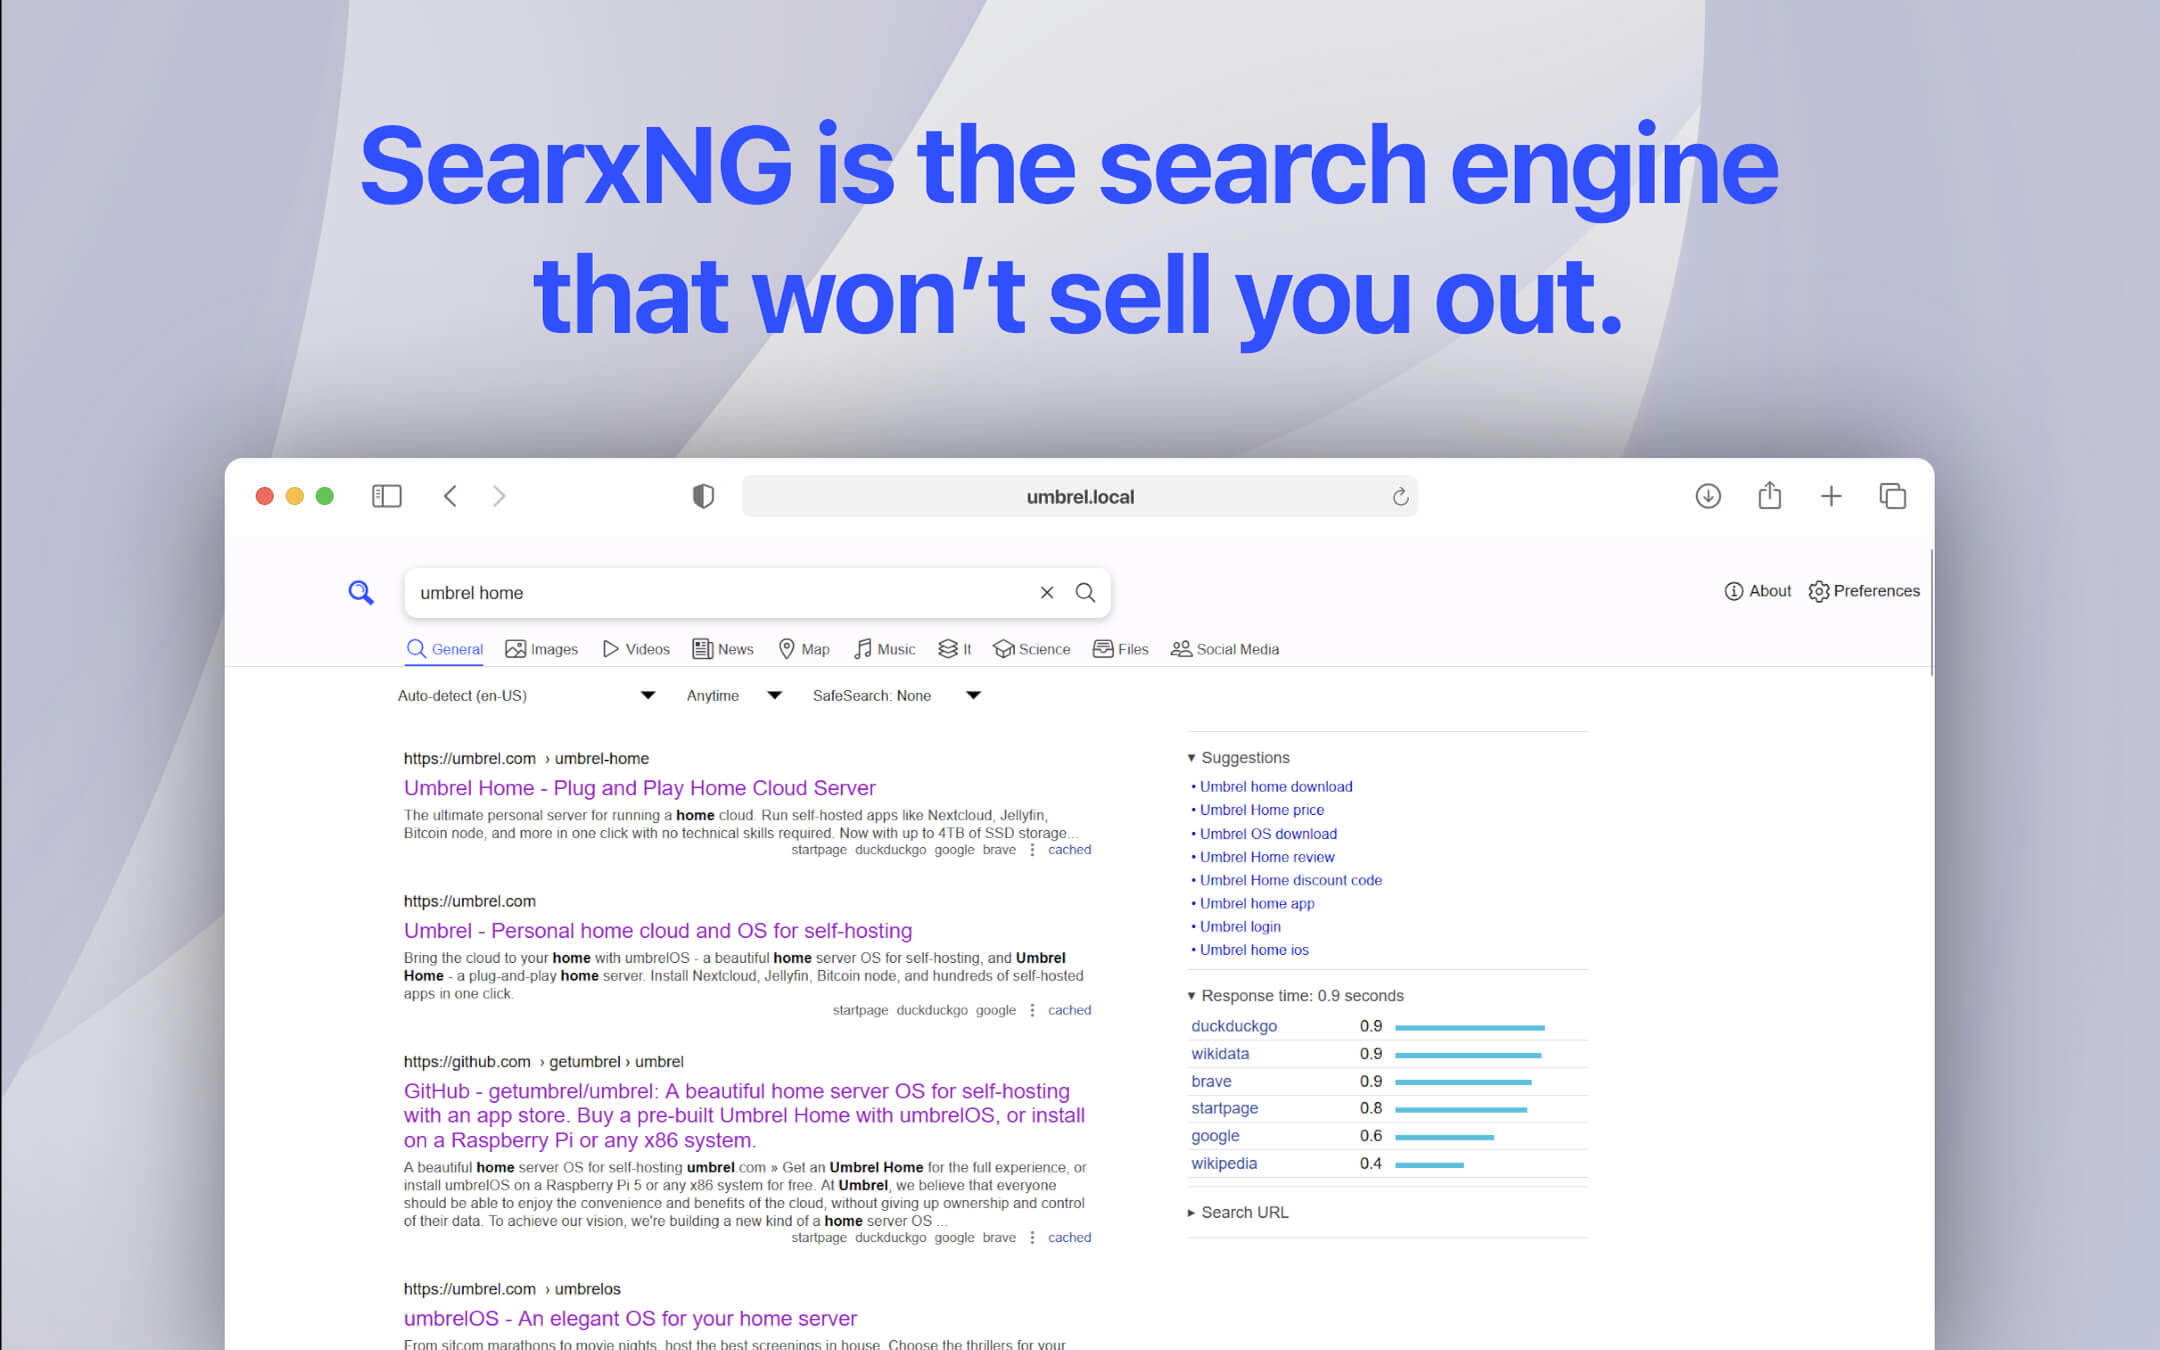 SearxNG is the search engine
that won’t sell you out.
umbrel.local
umbrel home
About Preferences
General Images Videos News Map Music It Science Files Social Media
Auto-detect (en-US) Anytime SafeSearch: None
https://umbrel.com › umbrel-home
Umbrel Home - Plug and Play Home Cloud Server
The ultimate personal server for running a home cloud. Run self-hosted apps like Nextcloud, Jellyfin,
Bitcoin node, and more in one click with no technical skills required. Now with up to 4TB of SSD storage...
startpage duckduckgo google brave ⋮ cached
https://umbrel.com
Umbrel - Personal home cloud and OS for self-hosting
Bring the cloud to your home with umbrelOS - a beautiful home server OS for self-hosting, and Umbrel
Home - a plug-and-play home server. Install Nextcloud, Jellyfin, Bitcoin node, and hundreds of self-hosted
apps in one click.
startpage duckduckgo google ⋮ cached
https://github.com › getumbrel › umbrel
GitHub - getumbrel/umbrel: A beautiful home server OS for self-hosting
with an app store. Buy a pre-built Umbrel Home with umbrelOS, or install
on a Raspberry Pi or any x86 system.
A beautiful home server OS for self-hosting umbrel.com » Get an Umbrel Home for the full experience, or
install umbrelOS on a Raspberry Pi 5 or any x86 system for free. At Umbrel, we believe that everyone
should be able to enjoy the convenience and benefits of the cloud, without giving up ownership and control
of their data. To achieve our vision, we're building a new kind of a home server OS ...
startpage duckduckgo google brave ⋮ cached
https://umbrel.com › umbrelos
umbrelOS - An elegant OS for your home server
From sitcom marathons to movie nights, host the best screenings in house. Choose the thrillers for your
▾ Suggestions
• Umbrel home download
• Umbrel Home price
• Umbrel OS download
• Umbrel Home review
• Umbrel Home discount code
• Umbrel home app
• Umbrel login
• Umbrel home ios
▾ Response time: 0.9 seconds
duckduckgo 0.9
wikidata 0.9
brave 0.9
startpage 0.8
google 0.6
wikipedia 0.4
▸ Search URL